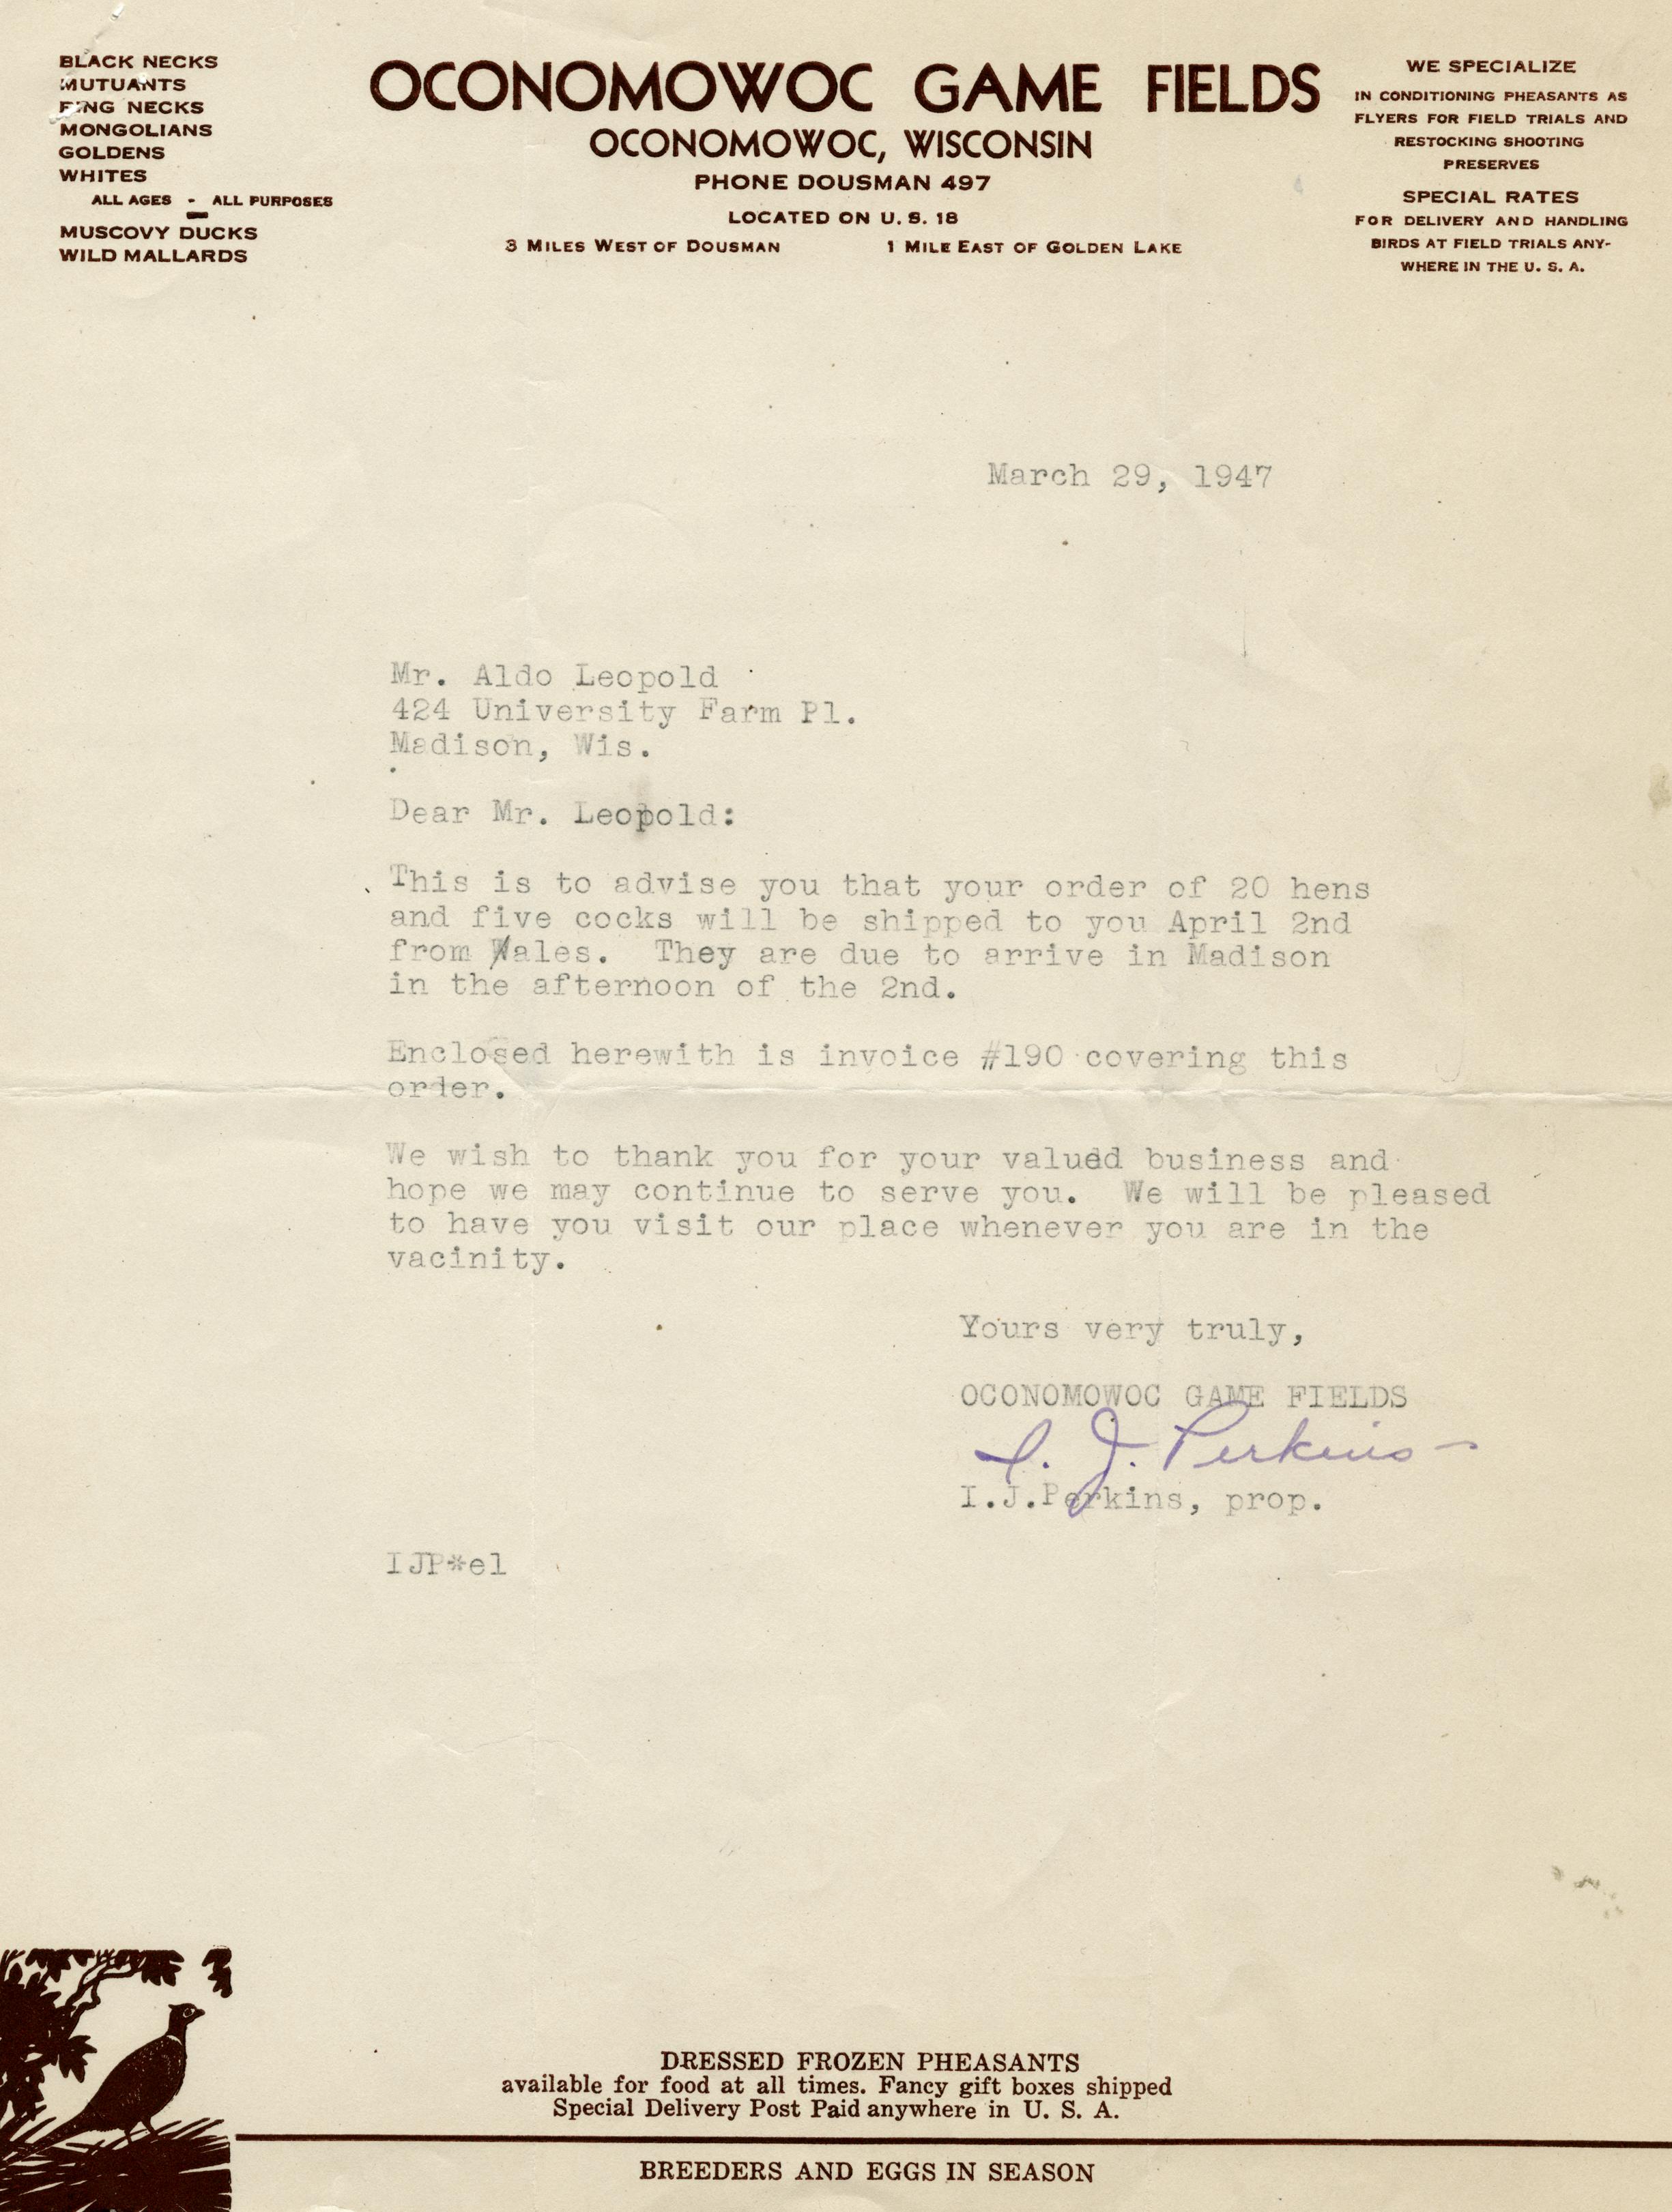 BLACK NECKS
MUTUANTS
RING NECKS
MONGOLIANS
GOLDENS
WHITES
ALL AGES - ALL PURPOSES
MUSCOVY DUCKS
WILD MALLARDS
OCONOMOWOC GAME FIELDS
OCONOMOWOC, WISCONSIN
PHONE DOUSMAN 497
LOCATED ON U. S. 18
3 MILES WEST OF DOUSMAN 1 MILE EAST OF GOLDEN LAKE
WE SPECIALIZE
IN CONDITIONING PHEASANTS AS
FLYERS FOR FIELD TRIALS AND
RESTOCKING SHOOTING
PRESERVES
SPECIAL RATES
FOR DELIVERY AND HANDLING
BIRDS AT FIELD TRIALS ANY-
WHERE IN THE U. S. A.
March 29, 1947
Mr. Aldo Leopold
424 University Farm Pl.
Madison, Wis.
Dear Mr. Leopold:
This is to advise you that your order of 20 hens
and five cocks will be shipped to you April 2nd
from Wales. They are due to arrive in Madison
in the afternoon of the 2nd.
Enclosed herewith is invoice #190 covering this
order.
We wish to thank you for your valued business and
hope we may continue to serve you. We will be pleased
to have you visit our place whenever you are in the
vacinity.
Yours very truly,
OCONOMOWOC GAME FIELDS
I. J. Perkins
I.J.Perkins, prop.
IJP*el
DRESSED FROZEN PHEASANTS
available for food at all times. Fancy gift boxes shipped
Special Delivery Post Paid anywhere in U. S. A.
BREEDERS AND EGGS IN SEASON